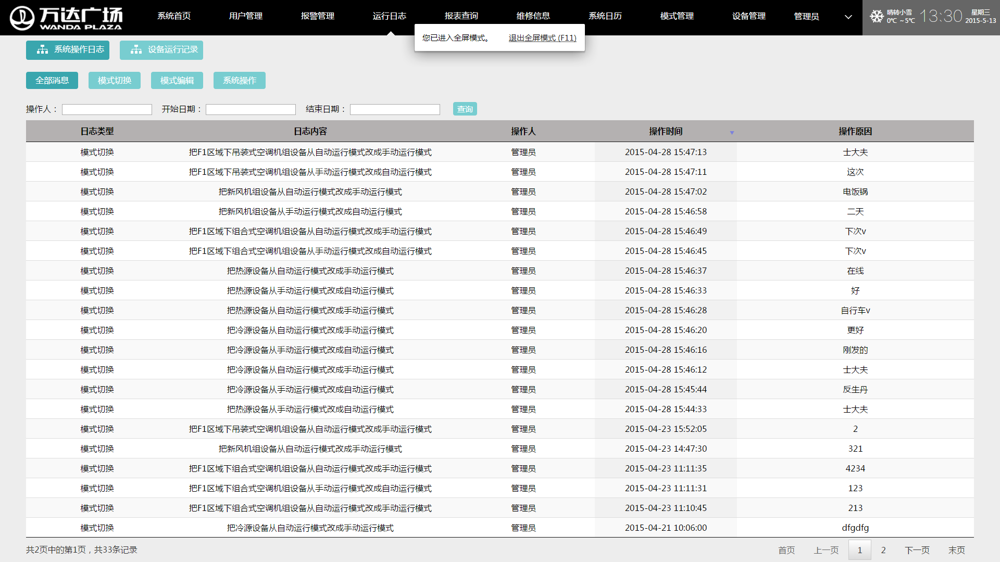 万达广场
WANDA PLAZA
系统首页 用户管理 报警管理 运行日志 报表查询 维修信息 系统日历 模式管理 设备管理 管理员
晴转小雪
0℃ ~ 5℃
13:30
星期三
2015-5-13
您已进入全屏模式。 退出全屏模式 (F11)
系统操作日志 设备运行记录
全部消息 模式切换 模式编辑 系统操作
操作人： 开始日期： 结束日期： 查询
日志类型 日志内容 操作人 操作时间 操作原因
模式切换 把F1区域下吊装式空调机组设备从自动运行模式改成手动运行模式 管理员 2015-04-28 15:47:13 士大夫
模式切换 把F1区域下吊装式空调机组设备从手动运行模式改成自动运行模式 管理员 2015-04-28 15:47:11 这次
模式切换 把新风机组设备从自动运行模式改成手动运行模式 管理员 2015-04-28 15:47:02 电饭锅
模式切换 把新风机组设备从手动运行模式改成自动运行模式 管理员 2015-04-28 15:46:58 二天
模式切换 把F1区域下组合式空调机组设备从自动运行模式改成手动运行模式 管理员 2015-04-28 15:46:49 下次v
模式切换 把F1区域下组合式空调机组设备从手动运行模式改成自动运行模式 管理员 2015-04-28 15:46:45 下次v
模式切换 把热源设备从自动运行模式改成手动运行模式 管理员 2015-04-28 15:46:37 在线
模式切换 把热源设备从手动运行模式改成自动运行模式 管理员 2015-04-28 15:46:33 好
模式切换 把热源设备从自动运行模式改成手动运行模式 管理员 2015-04-28 15:46:28 自行车v
模式切换 把冷源设备从自动运行模式改成手动运行模式 管理员 2015-04-28 15:46:20 更好
模式切换 把冷源设备从手动运行模式改成自动运行模式 管理员 2015-04-28 15:46:16 刚发的
模式切换 把冷源设备从自动运行模式改成手动运行模式 管理员 2015-04-28 15:46:12 士大夫
模式切换 把冷源设备从手动运行模式改成自动运行模式 管理员 2015-04-28 15:45:44 反生丹
模式切换 把热源设备从手动运行模式改成自动运行模式 管理员 2015-04-28 15:44:33 士大夫
模式切换 把F1区域下吊装式空调机组设备从自动运行模式改成手动运行模式 管理员 2015-04-23 15:52:05 2
模式切换 把新风机组设备从自动运行模式改成手动运行模式 管理员 2015-04-23 14:47:30 321
模式切换 把F1区域下组合式空调机组设备从自动运行模式改成手动运行模式 管理员 2015-04-23 11:11:35 4234
模式切换 把F1区域下组合式空调机组设备从手动运行模式改成自动运行模式 管理员 2015-04-23 11:11:31 123
模式切换 把F1区域下组合式空调机组设备从自动运行模式改成手动运行模式 管理员 2015-04-23 11:10:45 213
模式切换 把冷源设备从自动运行模式改成手动运行模式 管理员 2015-04-21 10:06:00 dfgdfg
共2页中的第1页，共33条记录 首页 上一页 1 2 下一页 末页